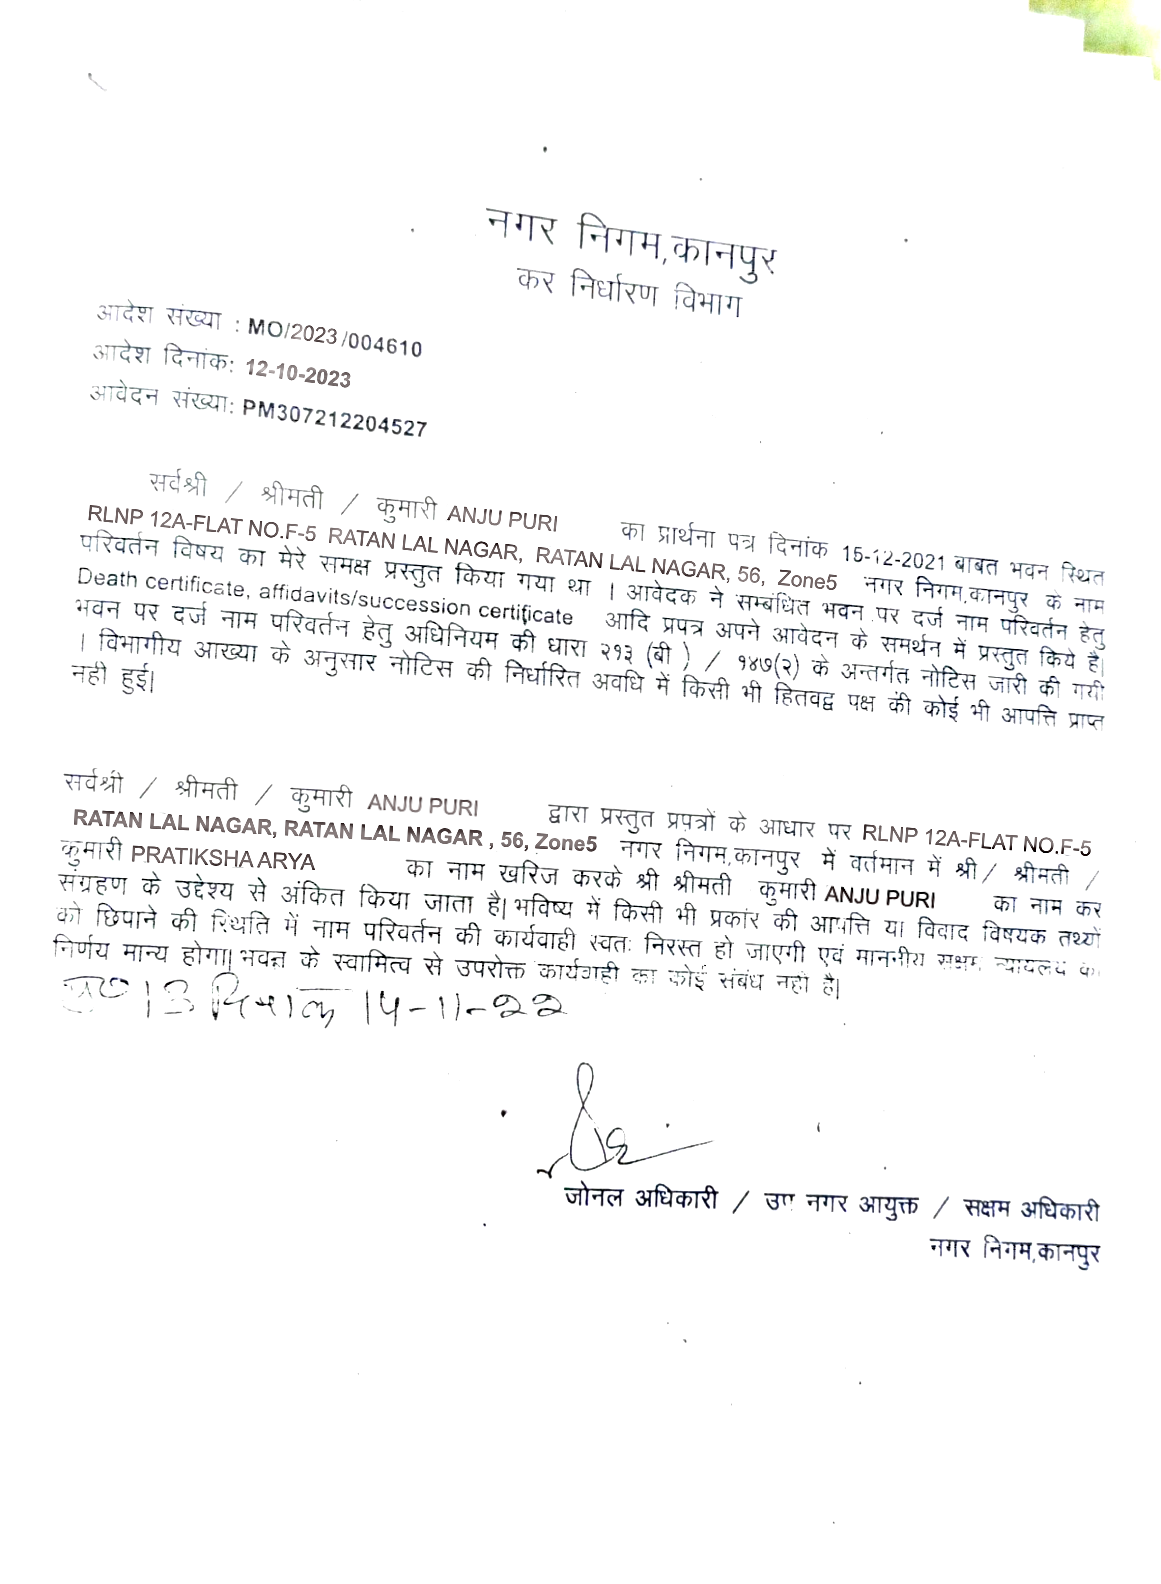 नगर निगम,कानपुर
कर निर्धारण विभाग
आदेश संख्या : MO/2023/004610
आदेश दिनांक: 12-10-2023
आवेदन संख्या: PM307212204527
सर्वश्री / श्रीमती / कुमारी ANJU PURI का प्रार्थना पत्र दिनांक 15-12-2021 बाबत भवन स्थित
RLNP 12A-FLAT NO.F-5 RATAN LAL NAGAR, RATAN LAL NAGAR, 56, Zone5 नगर निगम,कानपुर के नाम
परिवर्तन विषय का मेरे समक्ष प्रस्तुत किया गया था । आवेदक ने सम्बंधित भवन पर दर्ज नाम परिवर्तन हेतु
Death certificate, affidavits/succession certificate आदि प्रपत्र अपने आवेदन के समर्थन में प्रस्तुत किये है|
भवन पर दर्ज नाम परिवर्तन हेतु अधिनियम की धारा २१३ (बी ) / १४७(२) के अन्तर्गत नोटिस जारी की गयी
। विभागीय आख्या के अनुसार नोटिस की निर्धारित अवधि में किसी भी हितवद्व पक्ष की कोई भी आपत्ति प्राप्त
नही हुई|
सर्वश्री / श्रीमती / कुमारी ANJU PURI द्वारा प्रस्तुत प्रपत्रों के आधार पर RLNP 12A-FLAT NO.F-5
RATAN LAL NAGAR, RATAN LAL NAGAR , 56, Zone5 नगर निगम,कानपुर में वर्तमान में श्री / श्रीमती /
कुमारी PRATIKSHA ARYA का नाम खरिज करके श्री श्रीमती कुमारी ANJU PURI का नाम कर
संग्रहण के उद्देश्य से अंकित किया जाता है| भविष्य में किसी भी प्रकार की आपत्ति या विवाद विषयक तथ्यों
को छिपाने की स्थिति में नाम परिवर्तन की कार्यवाही स्वतः निरस्त हो जाएगी एवं माननीय सक्षम न्यायलय का
निर्णय मान्य होगा|| भवन के स्वामित्व से उपरोक्त कार्यवाही का कोई संबंध नही है|
दिनांक 14-11-22
जोनल अधिकारी / उप नगर आयुक्त / सक्षम अधिकारी
नगर निगम,कानपुर